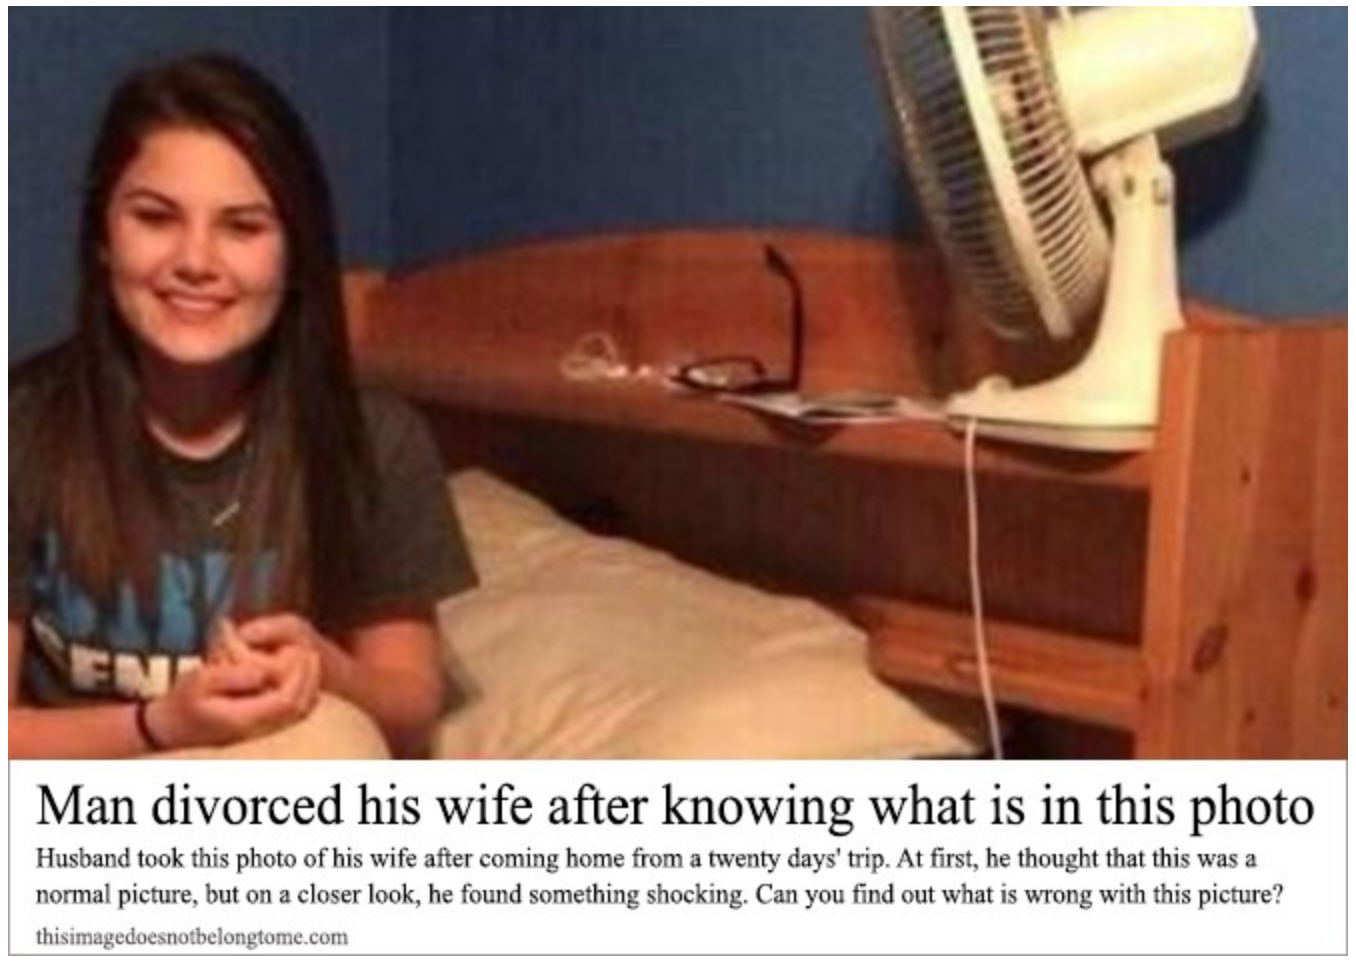 Man divorced his wife after knowing what is in this photo
Husband took this photo of his wife after coming home from a twenty days' trip. At first, he thought that this was a
normal picture, but on a closer look, he found something shocking. Can you find out what is wrong with this picture?
thisimagedoesnotbelongtome.com